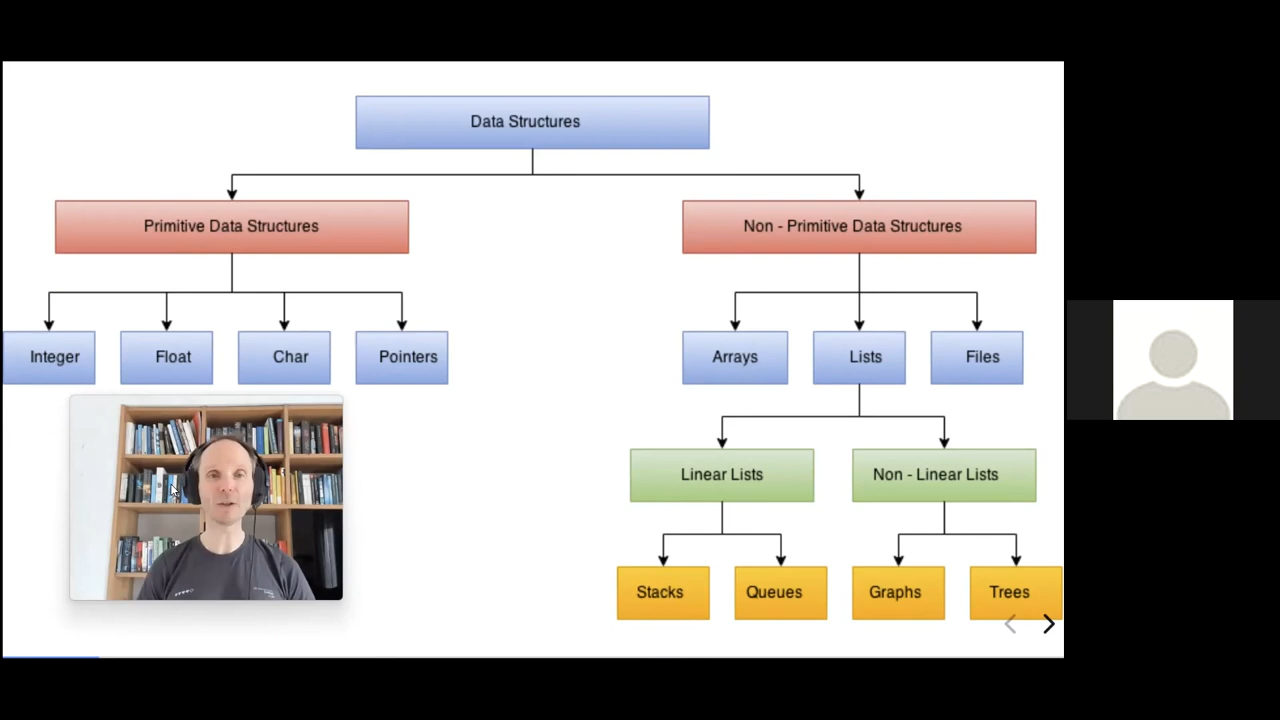 Data Structures
Primitive Data Structures
Non - Primitive Data Structures
Integer
Float
Char
Pointers
Arrays
Lists
Files
Linear Lists
Non - Linear Lists
Stacks
Queues
Graphs
Trees